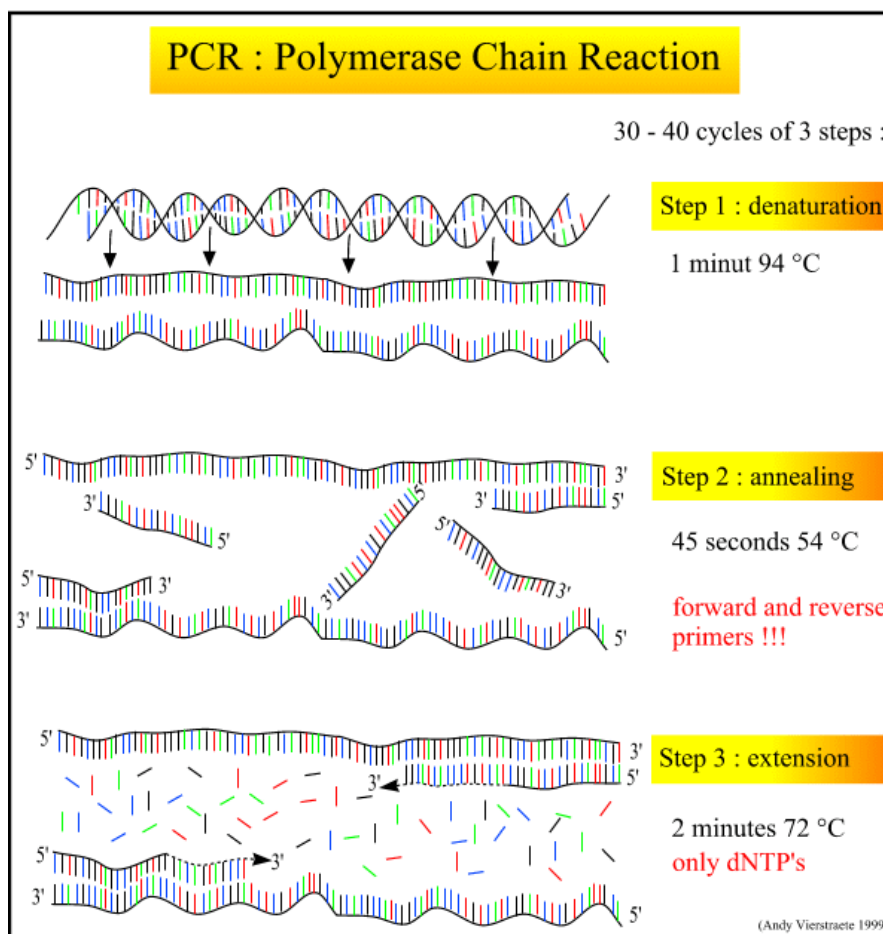 PCR : Polymerase Chain Reaction
30 - 40 cycles of 3 steps :
Step 1 : denaturation
1 minut 94 °C
5'
3'
Step 2 : annealing
3'
5'
5'
3'
5'
5'
45 seconds 54 °C
5'
3'
3'
3'
3'
forward and reverse
primers !!!
5'
5'
3'
Step 3 : extension
3'
5'
2 minutes 72 °C
5'
3'
only dNTP's
3'
5'
(Andy Vierstraete 1999